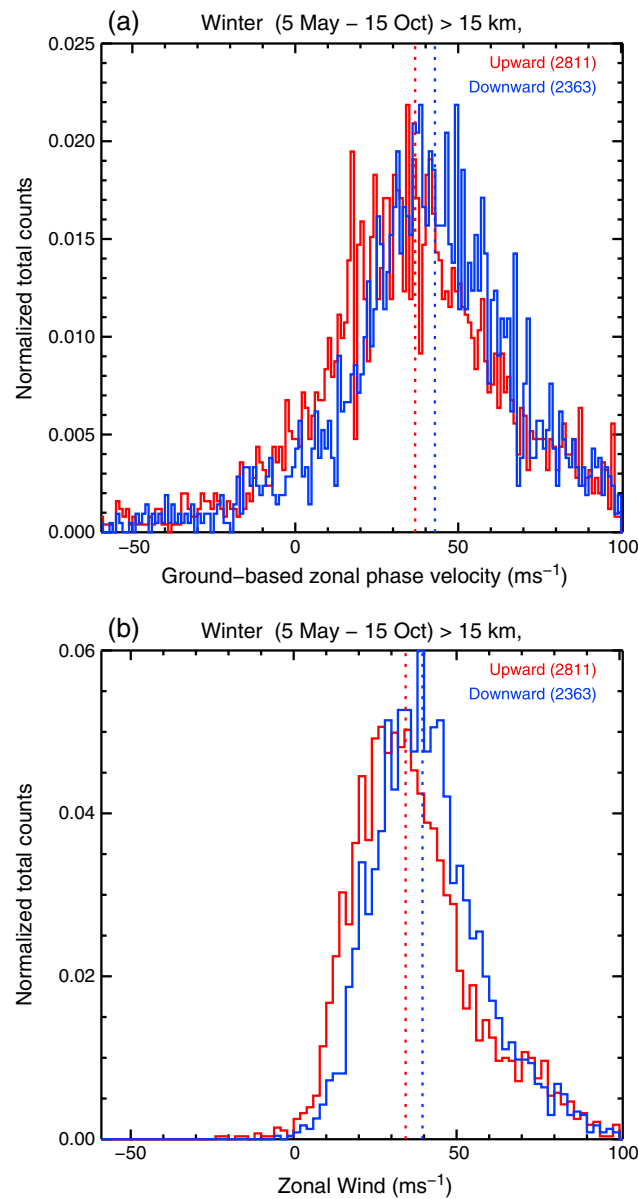 (a)
Winter (5 May − 15 Oct) > 15 km,
0.025
Upward (2811)
Downward (2363)
0.020
0.015
0.010
0.005
0.000
Normalized total counts
−50 0 50 100
Ground−based zonal phase velocity (ms⁻¹)
(b)
Winter (5 May − 15 Oct) > 15 km,
0.06
Upward (2811)
Downward (2363)
0.04
0.02
0.00
Normalized total counts
−50 0 50 100
Zonal Wind (ms⁻¹)